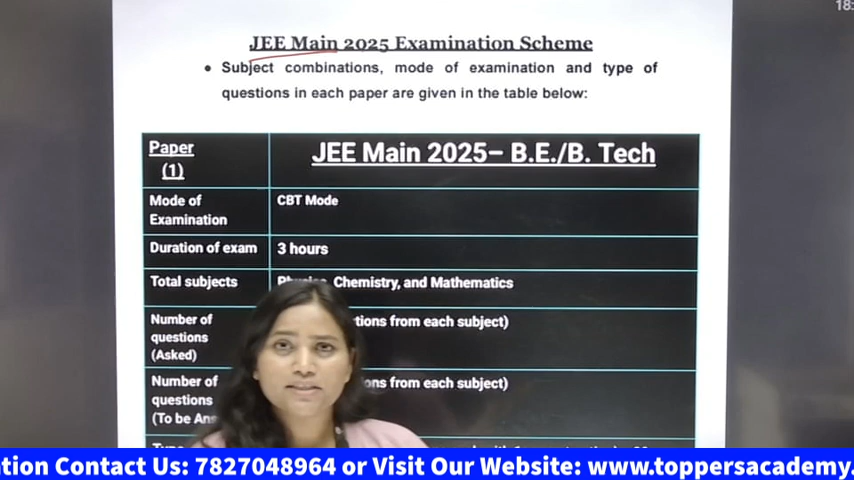 18:
JEE Main 2025 Examination Scheme
• Subject combinations, mode of examination and type of
questions in each paper are given in the table below:
Paper
(1)
JEE Main 2025– B.E./B. Tech
Mode of
Examination
CBT Mode
Duration of exam
3 hours
Total subjects
Chemistry, and Mathematics
Number of
questions
(Asked)
from each subject)
Number of
questions
(To be
from each subject)
Contact Us: 7827048964 or Visit Our Website: www.toppersacademy.